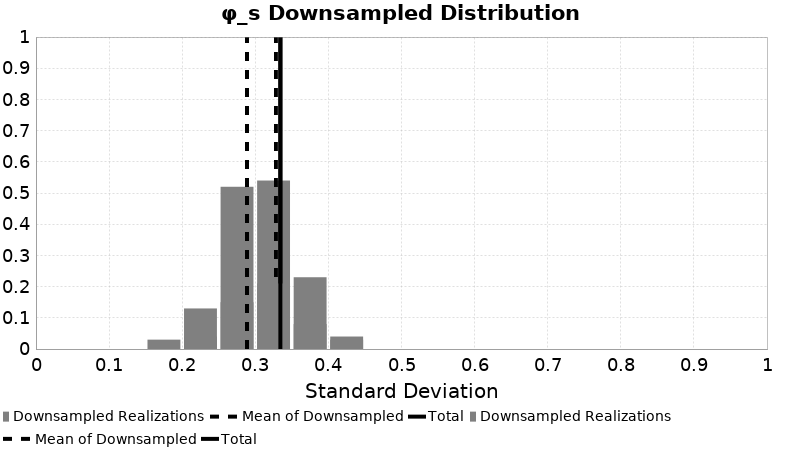 φ_s Downsampled Distribution
1
0.9
0.8
0.7
0.6
0.5
0.4
0.3
0.2
0.1
0
0 0.1 0.2 0.3 0.4 0.5 0.6 0.7 0.8 0.9 1
Standard Deviation
Downsampled Realizations Mean of Downsampled Total Downsampled Realizations
Mean of Downsampled Total